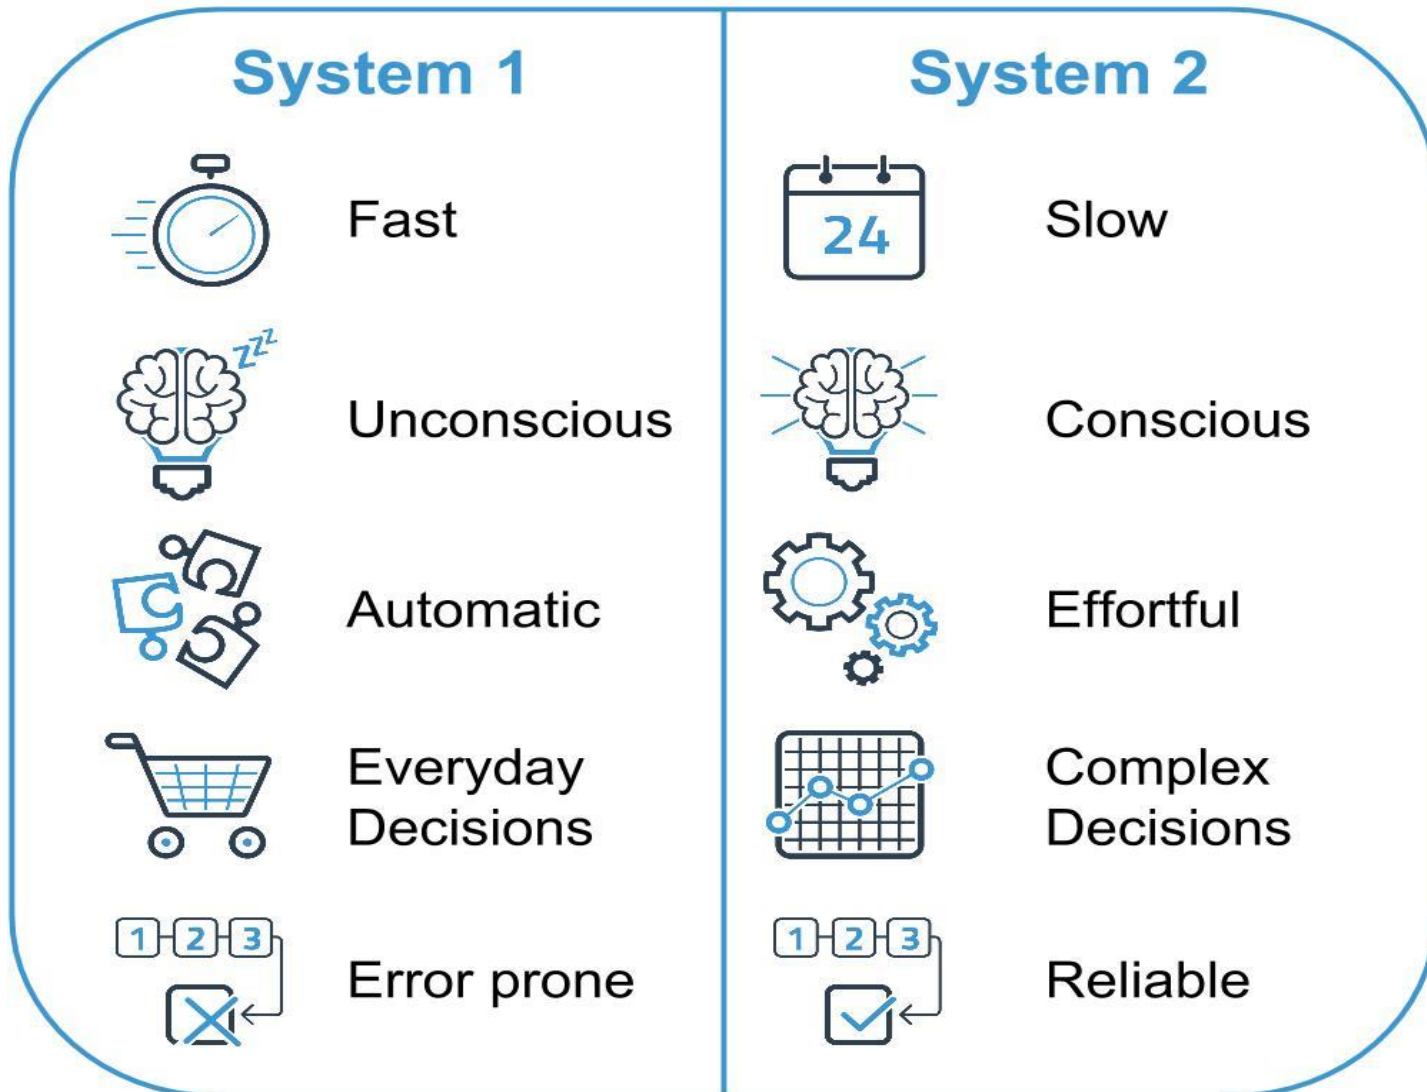 System 1
Fast
zzz
Unconscious
Automatic
Everyday
Decisions
1 2 3
Error prone
System 2
24
Slow
Conscious
Effortful
Complex
Decisions
1 2 3
Reliable